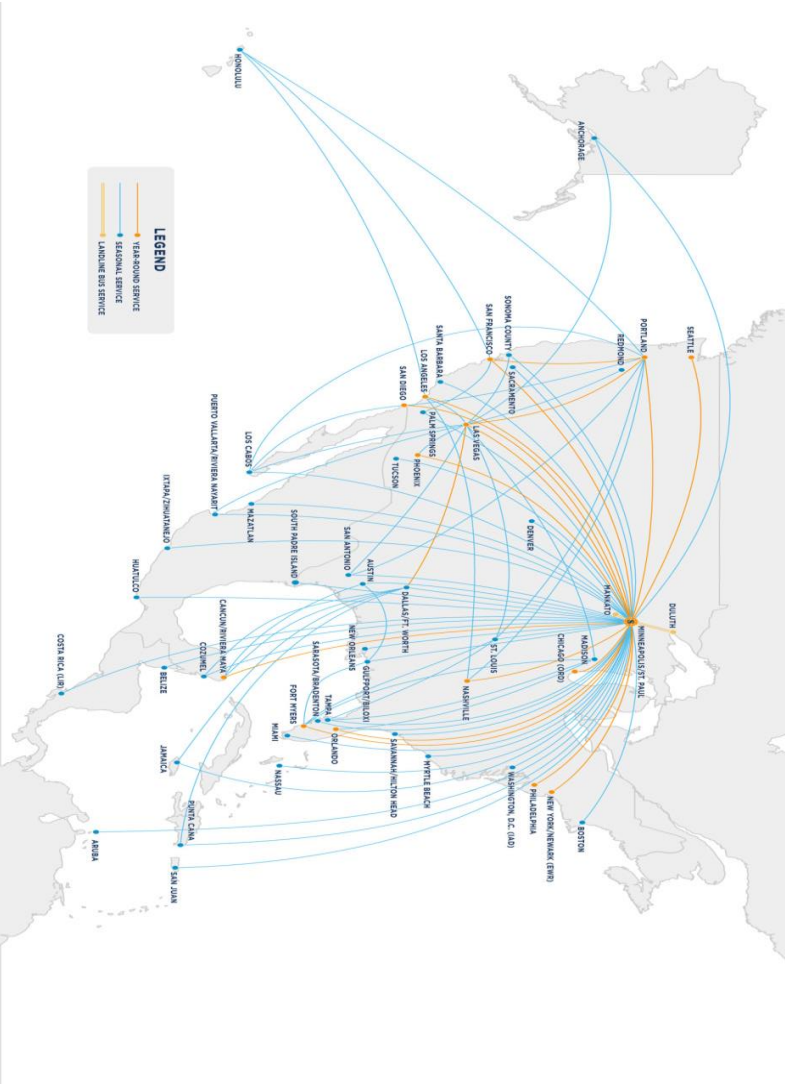 HONOLULU
ANCHORAGE
LEGEND
YEAR-ROUND SERVICE
SEASONAL SERVICE
LANDLINE BUS SERVICE
SEATTLE
PORTLAND
REDMOND
SONOMA COUNTY
SACRAMENTO
SAN FRANCISCO
SANTA BARBARA
LOS ANGELES
PALM SPRINGS
SAN DIEGO
LAS VEGAS
PHOENIX
TUCSON
LOS CABOS
PUERTO VALLARTA/RIVIERA NAYARIT
MAZATLAN
IXTAPA/ZIHUATANEJO
HUATULCO
DENVER
SAN ANTONIO
AUSTIN
SOUTH PADRE ISLAND
DALLAS/FT. WORTH
DULUTH
MANKATO
MINNEAPOLIS/ST. PAUL
MADISON
CHICAGO (ORD)
ST. LOUIS
NASHVILLE
NEW ORLEANS
GULFPORT/BILOXI
CANCUN/RIVIERA MAYA
COZUMEL
BELIZE
COSTA RICA (LIR)
SARASOTA/BRADENTON
TAMPA
FORT MYERS
ORLANDO
MIAMI
NASSAU
SAVANNAH/HILTON HEAD
MYRTLE BEACH
WASHINGTON, D.C. (IAD)
PHILADELPHIA
NEW YORK/NEWARK (EWR)
BOSTON
JAMAICA
PUNTA CANA
SAN JUAN
ARUBA